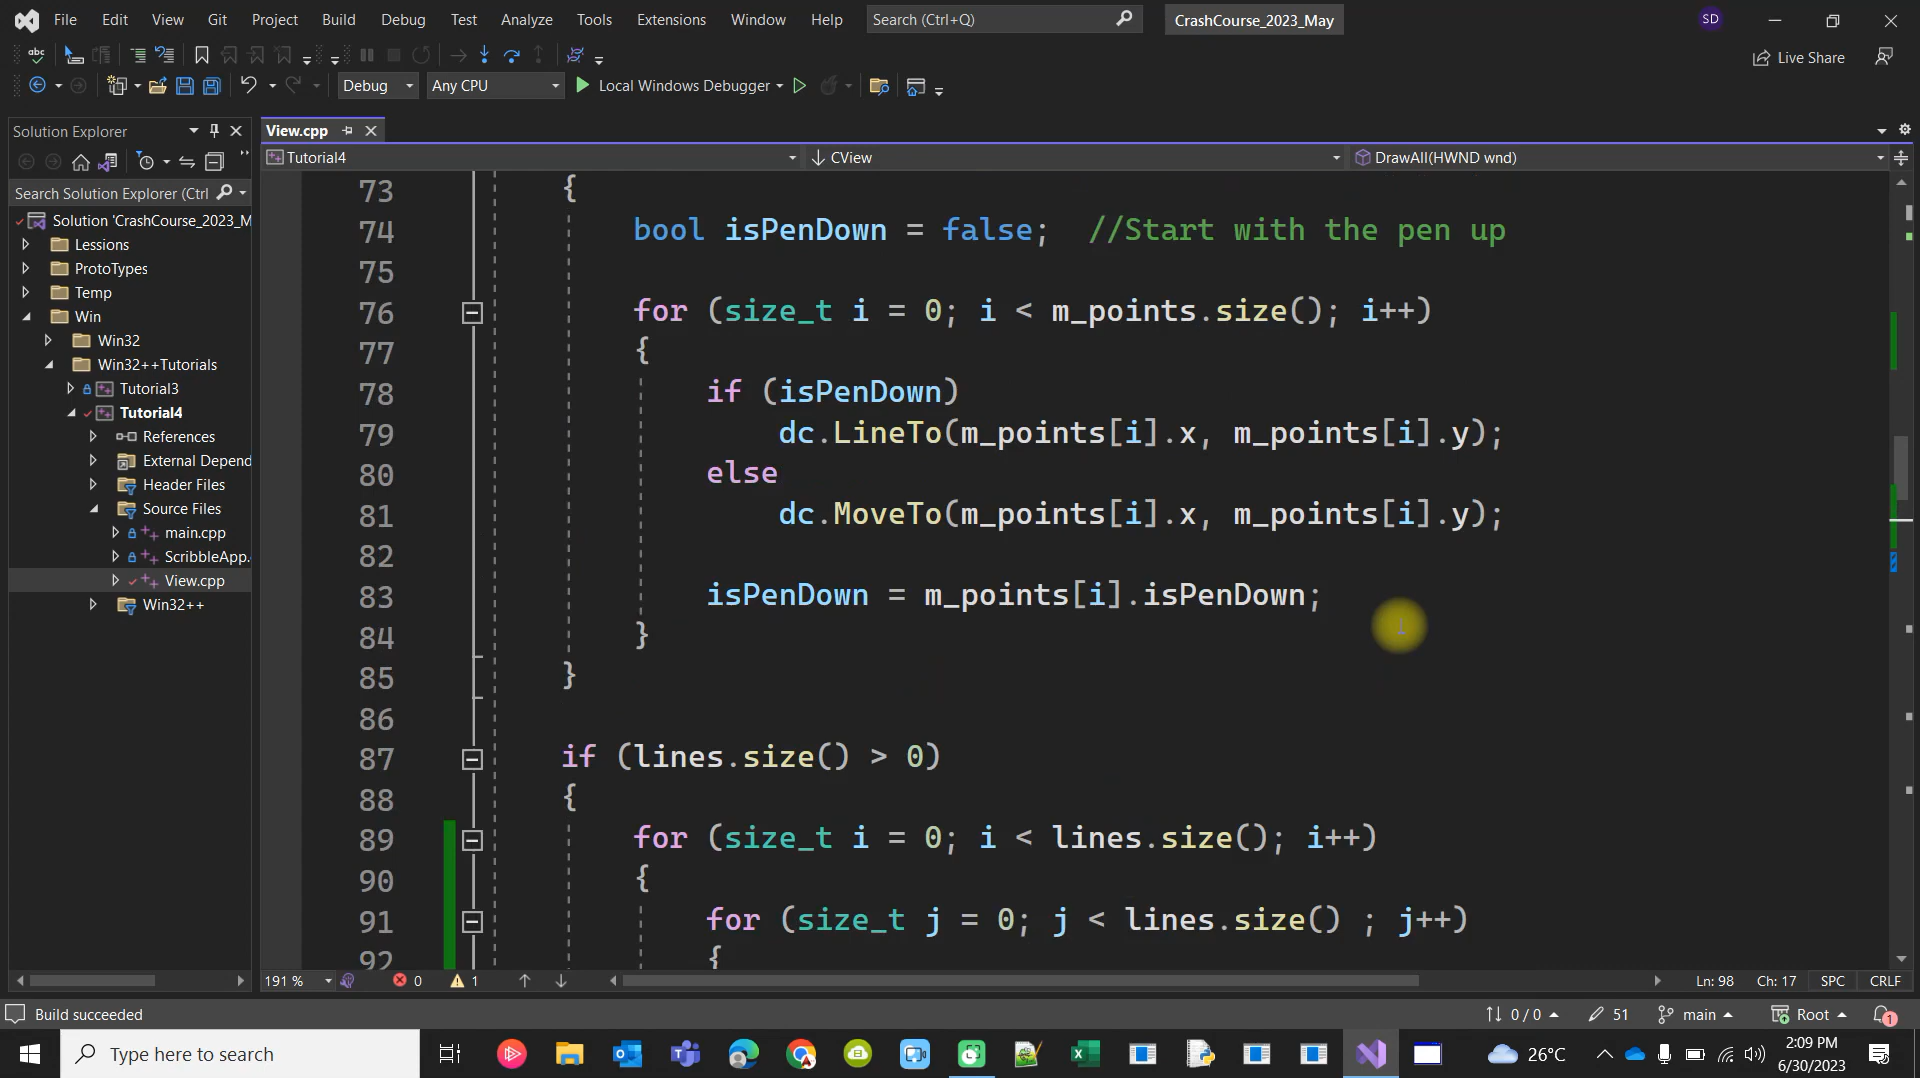 File Edit View Git Project Build Debug Test Analyze Tools Extensions Window Help Search (Ctrl+Q) CrashCourse_2023_May SD
Live Share
Debug Any CPU Local Windows Debugger
Solution Explorer
View.cpp
Tutorial4 CView DrawAll(HWND wnd)
Search Solution Explorer (Ctrl
Solution 'CrashCourse_2023_M
Lessions
ProtoTypes
Temp
Win
Win32
Win32++Tutorials
Tutorial3
Tutorial4
References
External Depend
Header Files
Source Files
main.cpp
ScribbleApp.
View.cpp
Win32++
73 {
74 bool isPenDown = false; //Start with the pen up
75
76 for (size_t i = 0; i < m_points.size(); i++)
77 {
78 if (isPenDown)
79 dc.LineTo(m_points[i].x, m_points[i].y);
80 else
81 dc.MoveTo(m_points[i].x, m_points[i].y);
82
83 isPenDown = m_points[i].isPenDown;
84 }
85 }
86
87 if (lines.size() > 0)
88 {
89 for (size_t i = 0; i < lines.size(); i++)
90 {
91 for (size_t j = 0; j < lines.size() ; j++)
92 {
191 % 0 1 Ln: 98 Ch: 17 SPC CRLF
Build succeeded 0 / 0 51 main Root 1
Type here to search 26°C 2:09 PM
6/30/2023